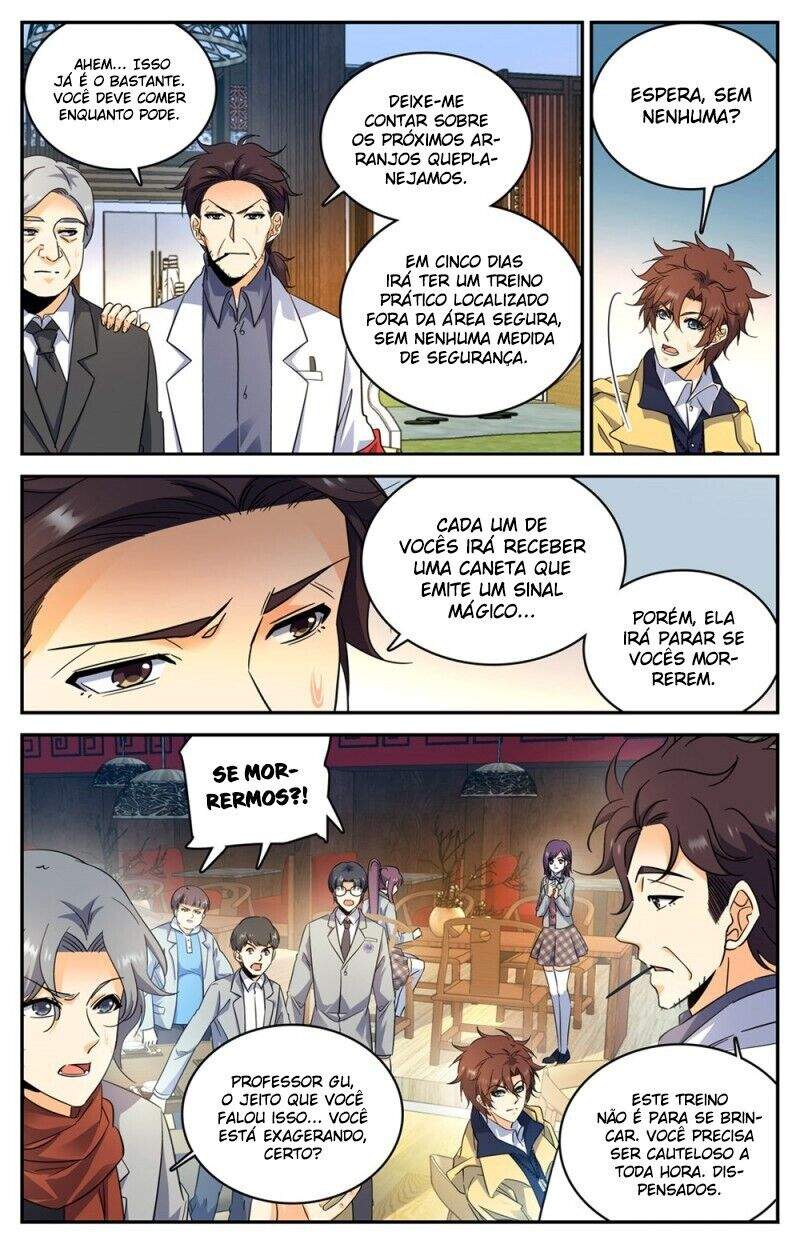 AHEM... ISSO
JÁ É O BASTANTE.
VOCÊ DEVE COMER
ENQUANTO PODE.
DEIXE-ME
CONTAR SOBRE
OS PRÓXIMOS AR-
RANJOS QUEPLA-
NEJAMOS.
EM CINCO DIAS
IRÁ TER UM TREINO
PRÁTICO LOCALIZADO
FORA DA ÁREA SEGURA,
SEM NENHUMA MEDIDA
DE SEGURANÇA.
ESPERA, SEM
NENHUMA?
CADA UM DE
VOCÊS IRÁ RECEBER
UMA CANETA QUE
EMITE UM SINAL
MÁGICO...
PORÉM, ELA
IRÁ PARAR SE
VOCÊS MOR-
REREM.
SE MOR-
RERMOS?!
PROFESSOR GU,
O JEITO QUE VOCÊ
FALOU ISSO... VOCÊ
ESTÁ EXAGERANDO,
CERTO?
ESTE TREINO
NÃO É PARA SE BRIN-
CAR. VOCÊ PRECISA
SER CAUTELOSO A
TODA HORA. DIS-
PENSADOS.